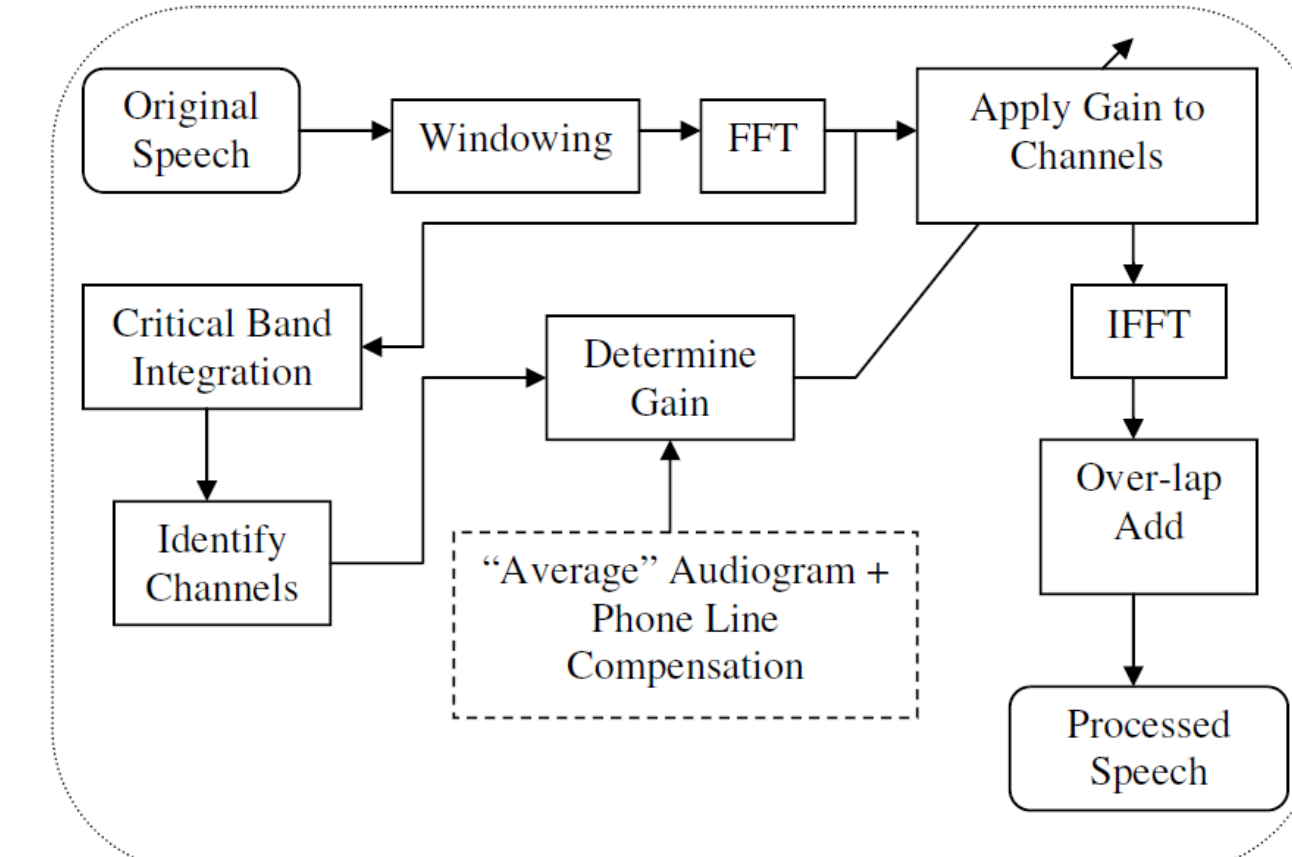 Original
Speech
Windowing
FFT
Apply Gain to
Channels
Critical Band
Integration
Determine
Gain
IFFT
Identify
Channels
“Average” Audiogram +
Phone Line
Compensation
Over-lap
Add
Processed
Speech